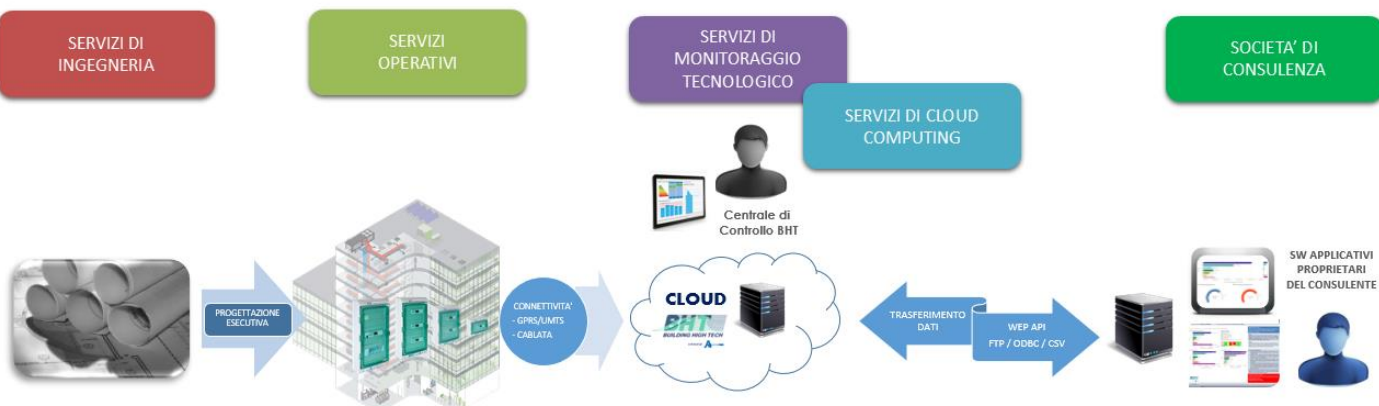 SERVIZI DI
INGEGNERIA
SERVIZI
OPERATIVI
SERVIZI DI
MONITORAGGIO
TECNOLOGICO
SERVIZI DI CLOUD
COMPUTING
SOCIETA' DI
CONSULENZA
Centrale di
Controllo BHT
PROGETTAZIONE
ESECUTIVA
CONNETTIVITA'
- GPRS/UMTS
- CABLATA
CLOUD
BHT
BUILDING HIGH TECH
TRASFERIMENTO
DATI
WEP API
FTP / ODBC / CSV
SW APPLICATIVI
PROPRIETARI
DEL CONSULENTE